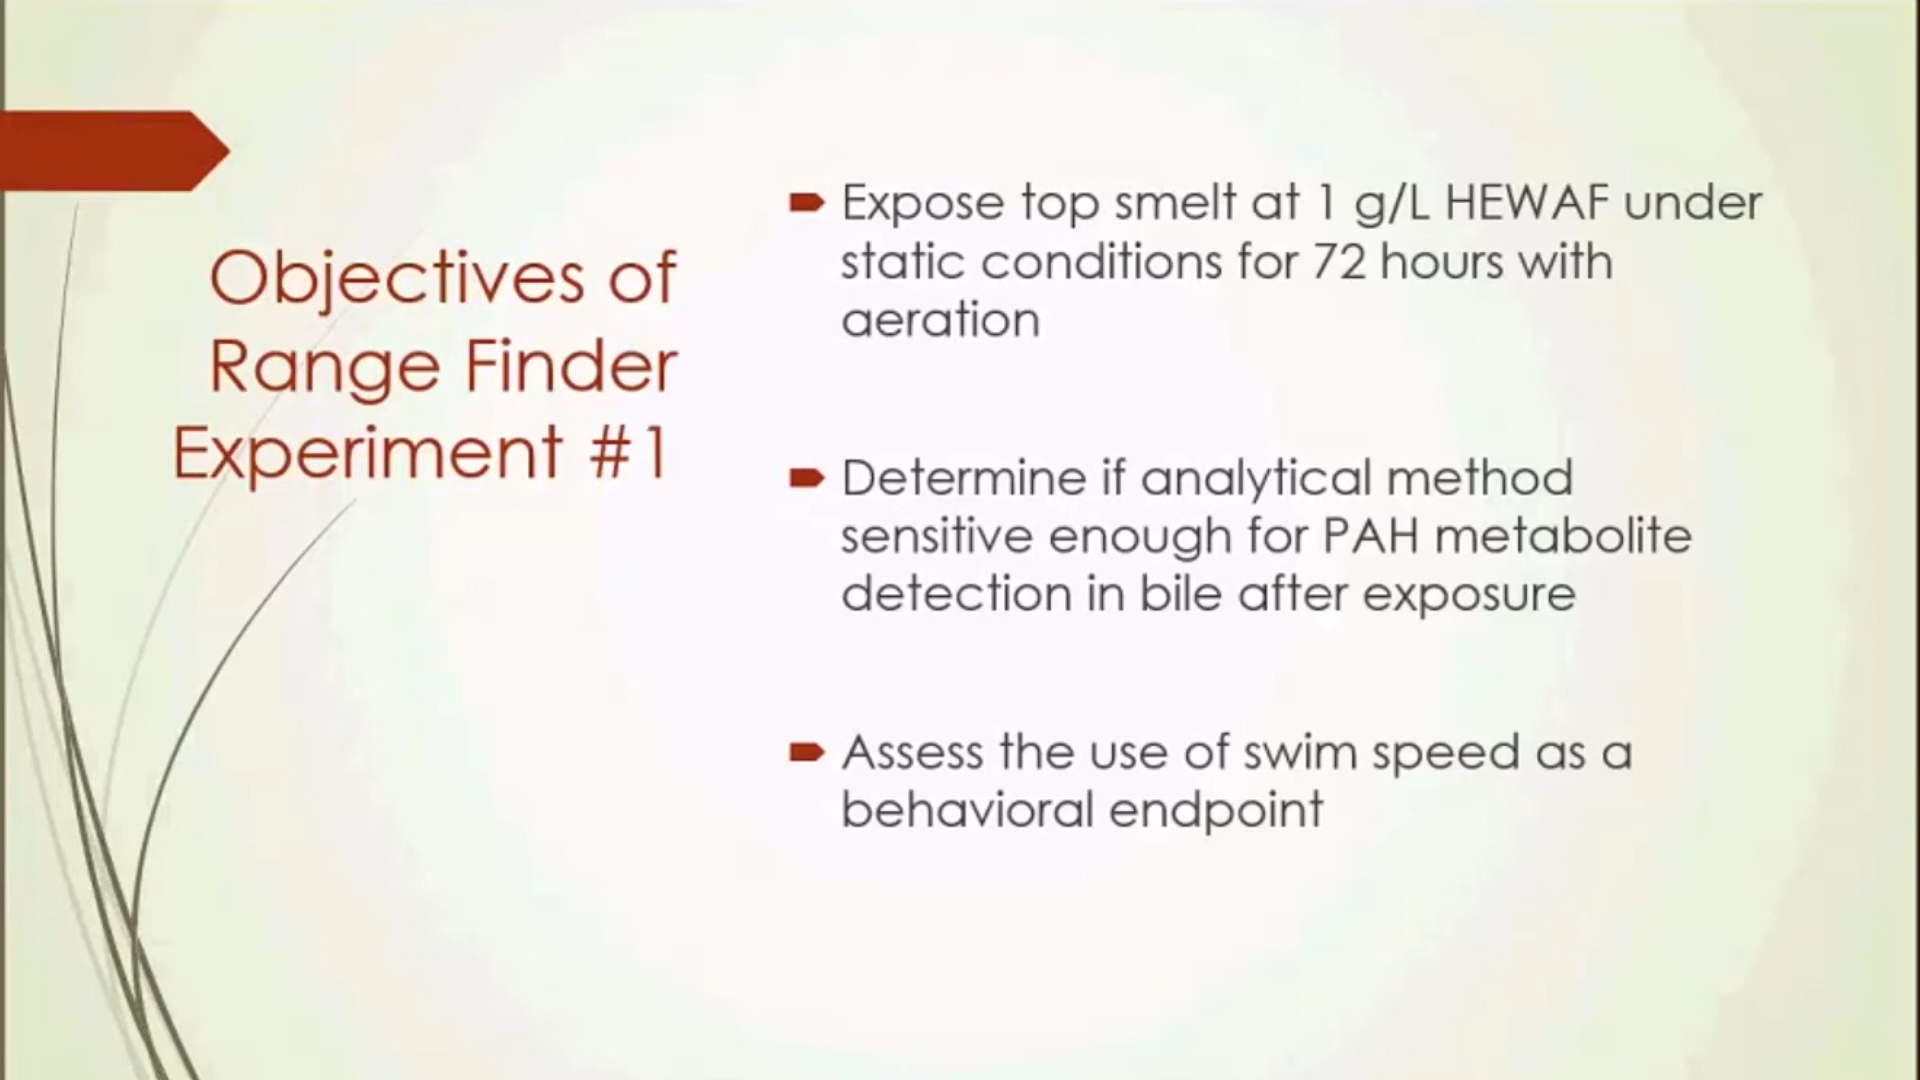 Objectives of
Range Finder
Experiment #1
Expose top smelt at 1 g/L HEWAF under
static conditions for 72 hours with
aeration
Determine if analytical method
sensitive enough for PAH metabolite
detection in bile after exposure
Assess the use of swim speed as a
behavioral endpoint